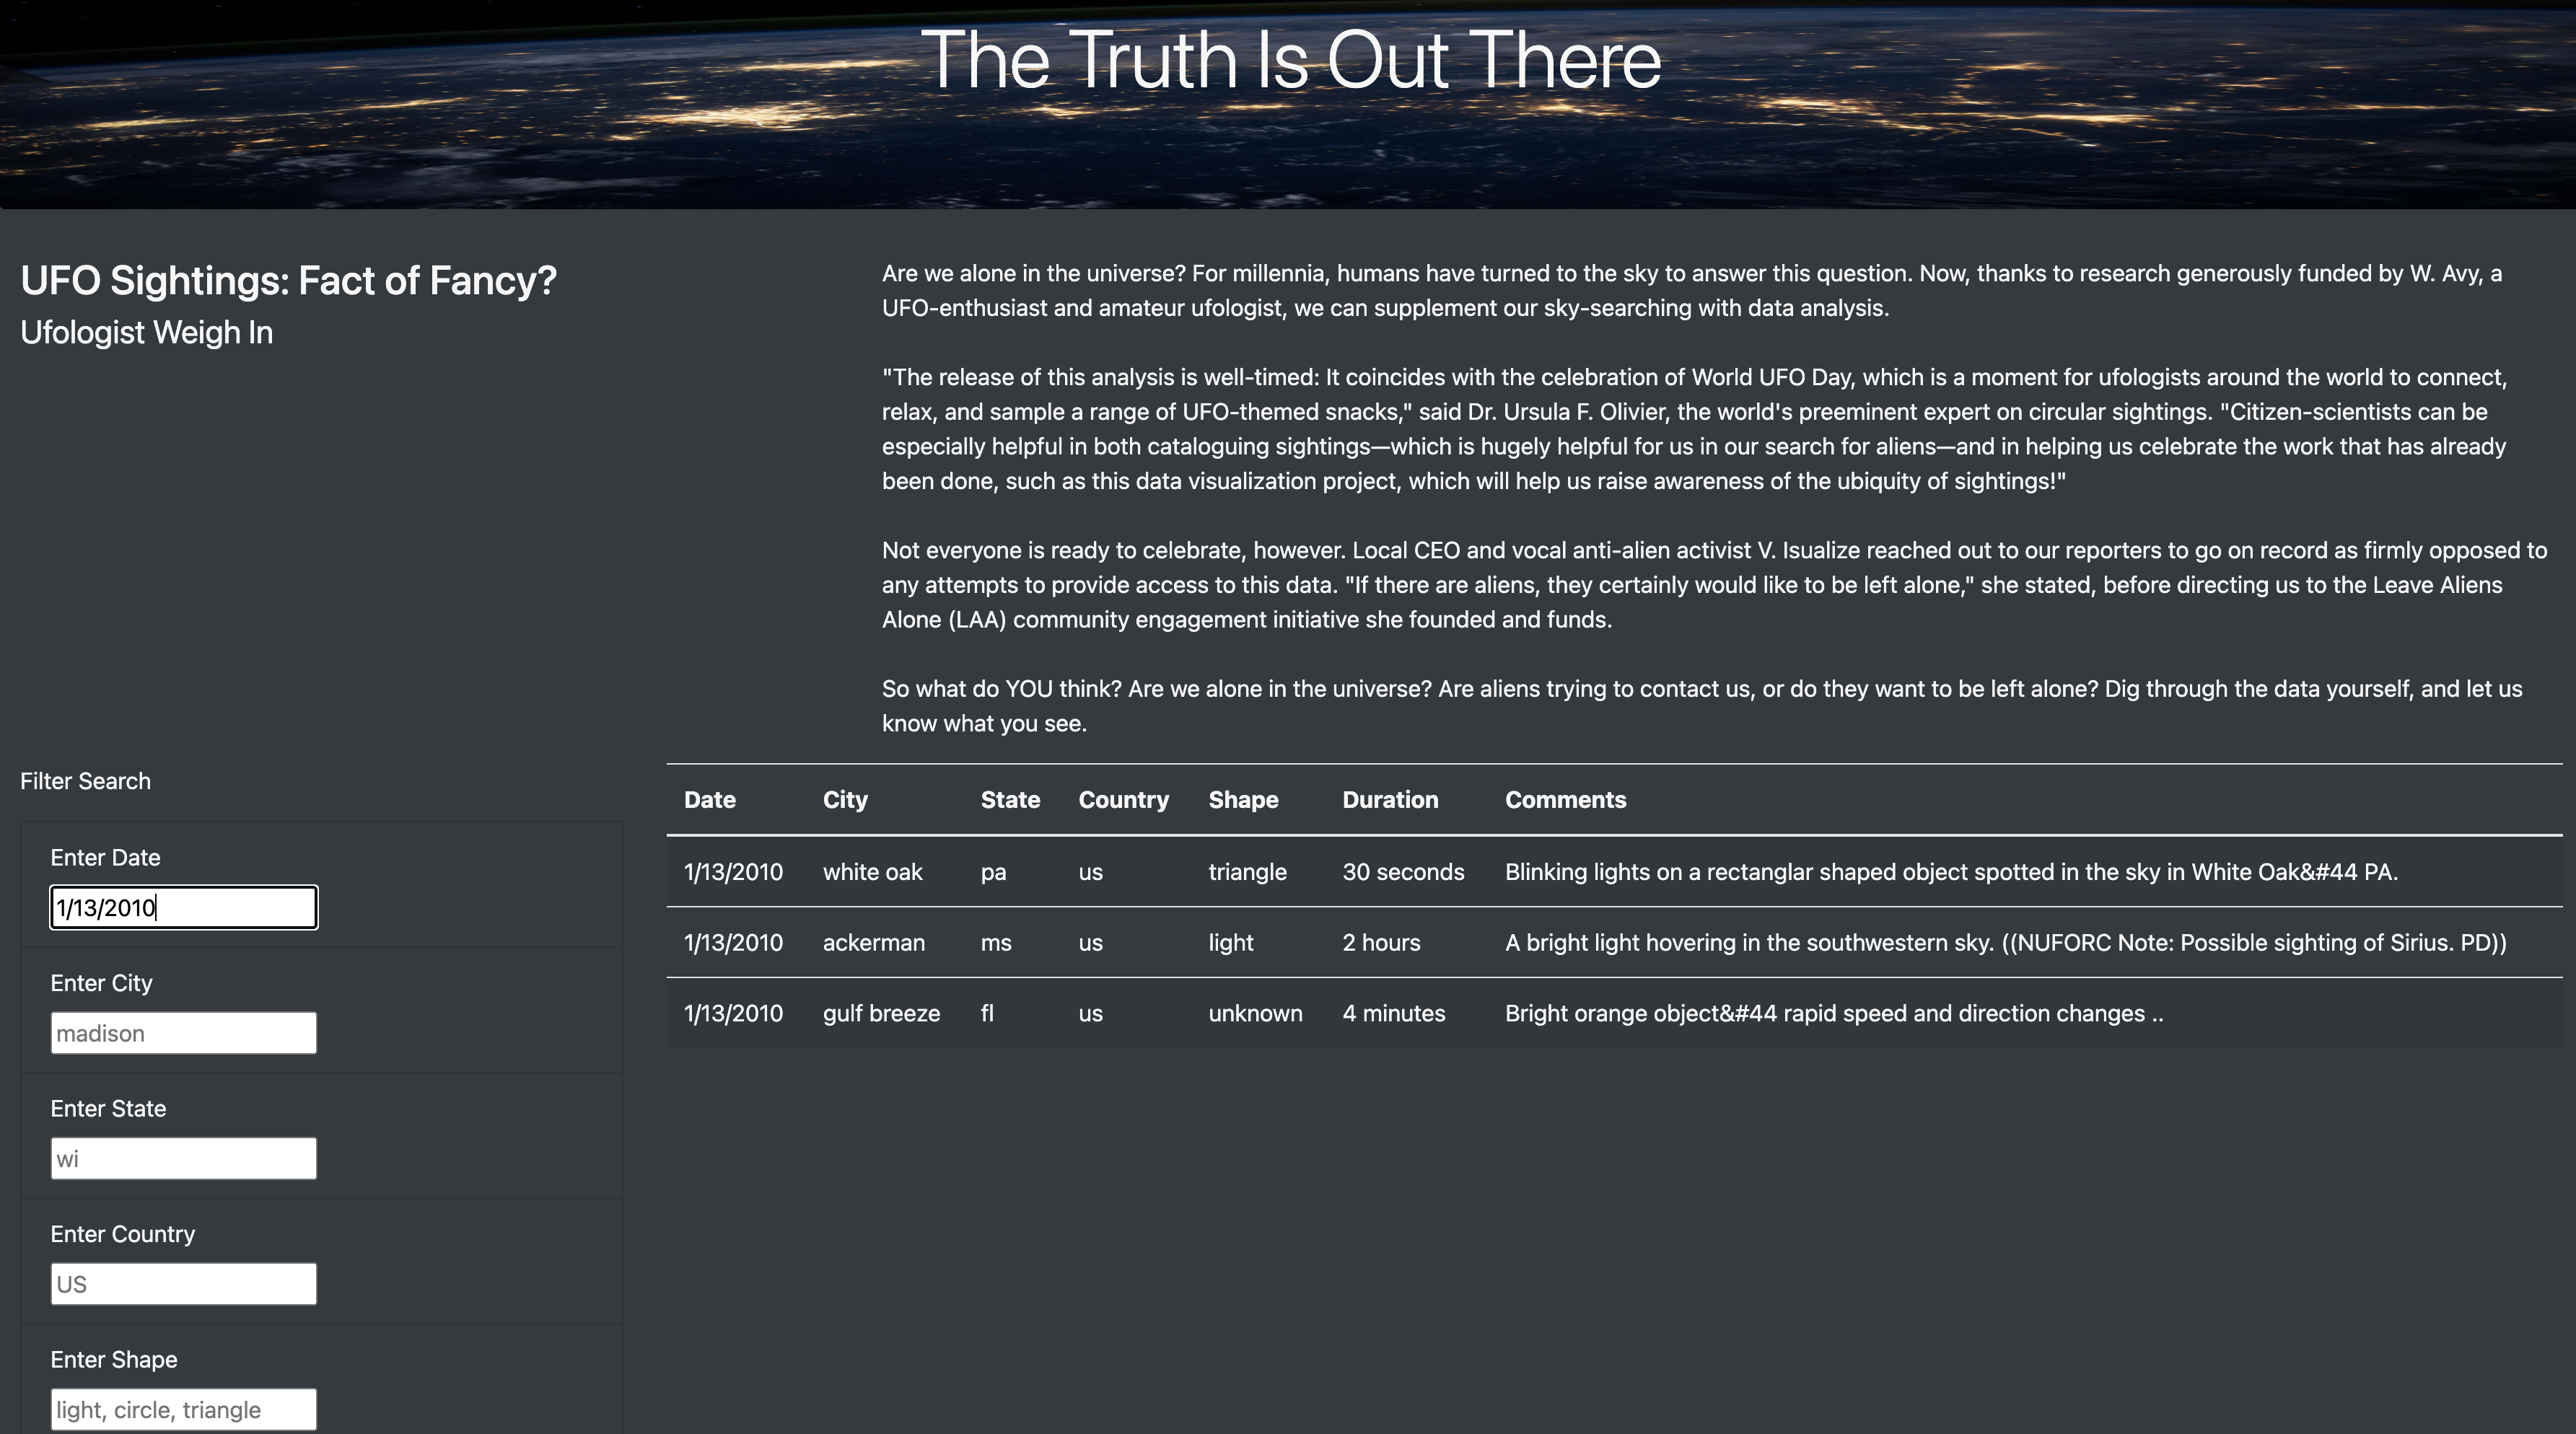 The Truth Is Out There
UFO Sightings: Fact of Fancy?
Ufologist Weigh In
Are we alone in the universe? For millennia, humans have turned to the sky to answer this question. Now, thanks to research generously funded by W. Avy, a
UFO-enthusiast and amateur ufologist, we can supplement our sky-searching with data analysis.
"The release of this analysis is well-timed: It coincides with the celebration of World UFO Day, which is a moment for ufologists around the world to connect,
relax, and sample a range of UFO-themed snacks," said Dr. Ursula F. Olivier, the world's preeminent expert on circular sightings. "Citizen-scientists can be
especially helpful in both cataloguing sightings—which is hugely helpful for us in our search for aliens—and in helping us celebrate the work that has already
been done, such as this data visualization project, which will help us raise awareness of the ubiquity of sightings!"
Not everyone is ready to celebrate, however. Local CEO and vocal anti-alien activist V. Isualize reached out to our reporters to go on record as firmly opposed to
any attempts to provide access to this data. "If there are aliens, they certainly would like to be left alone," she stated, before directing us to the Leave Aliens
Alone (LAA) community engagement initiative she founded and funds.
So what do YOU think? Are we alone in the universe? Are aliens trying to contact us, or do they want to be left alone? Dig through the data yourself, and let us
know what you see.
Filter Search
Enter Date
1/13/2010
Enter City
madison
Enter State
wi
Enter Country
US
Enter Shape
light, circle, triangle
Date City State Country Shape Duration Comments
1/13/2010 white oak pa us triangle 30 seconds Blinking lights on a rectanglar shaped object spotted in the sky in White Oak&#44 PA.
1/13/2010 ackerman ms us light 2 hours A bright light hovering in the southwestern sky. ((NUFORC Note: Possible sighting of Sirius. PD))
1/13/2010 gulf breeze fl us unknown 4 minutes Bright orange object&#44 rapid speed and direction changes ..